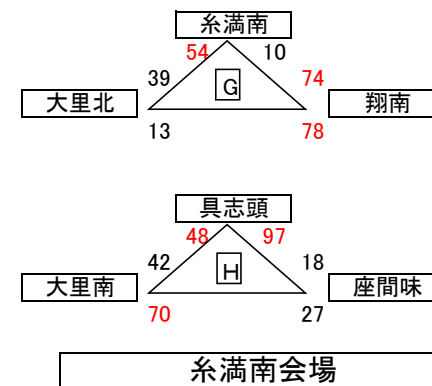 糸満南
54 10
39 G 74
大里北 翔南
13 78
具志頭
48 97
42 H 18
大里南 座間味
70 27
糸満南会場